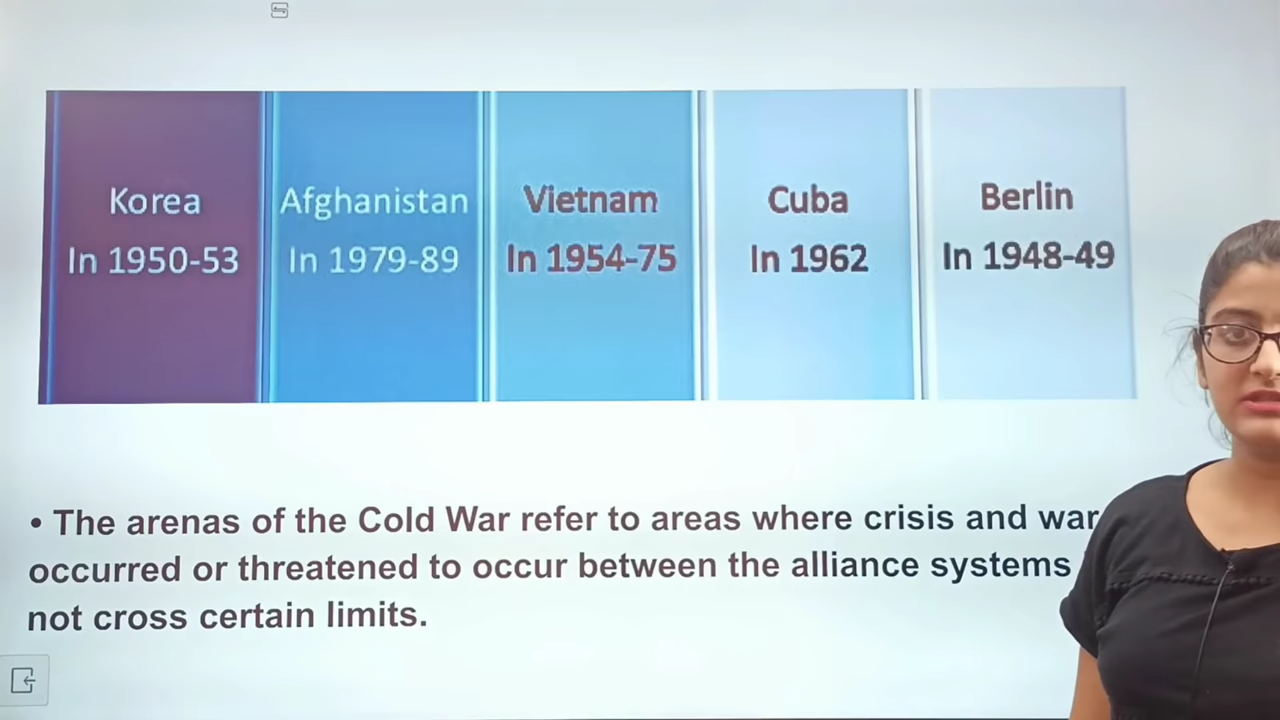 Korea
In 1950-53
Afghanistan
In 1979-89
Vietnam
In 1954-75
Cuba
In 1962
Berlin
In 1948-49
• The arenas of the Cold War refer to areas where crisis and war
occurred or threatened to occur between the alliance systems
not cross certain limits.